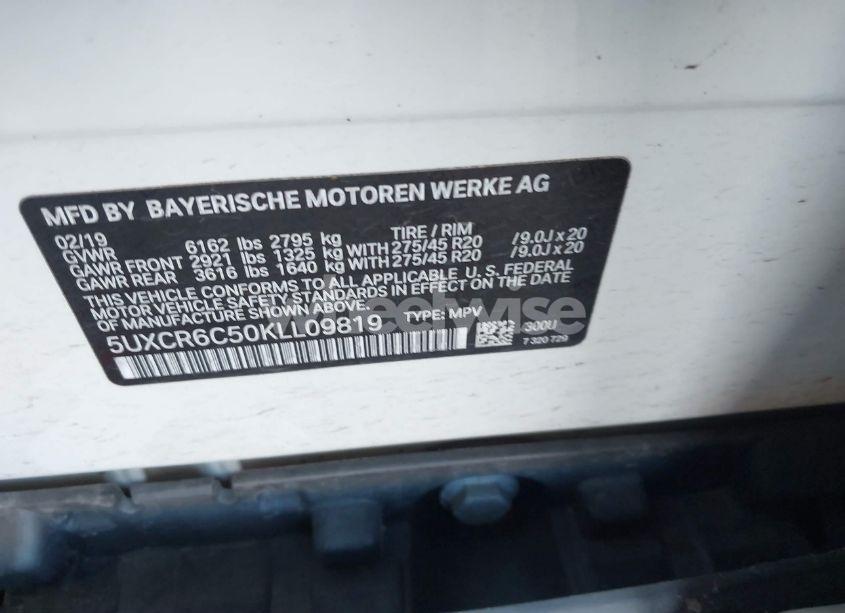 MFD BY BAYERISCHE MOTOREN WERKE AG
02/19 TIRE / RIM
GVWR 6162 lbs 2795 kg
GAWR FRONT 2921 lbs 1325 kg WITH 275/45 R20 /9.0J x 20
GAWR REAR 3616 lbs 1640 kg WITH 275/45 R20 /9.0J x 20
THIS VEHICLE CONFORMS TO ALL APPLICABLE U. S. FEDERAL
MOTOR VEHICLE SAFETY STANDARDS IN EFFECT ON THE DATE
OF MANUFACTURE SHOWN ABOVE.
5UXCR6C50KLL09819 TYPE: MPV
300U
7 320 729